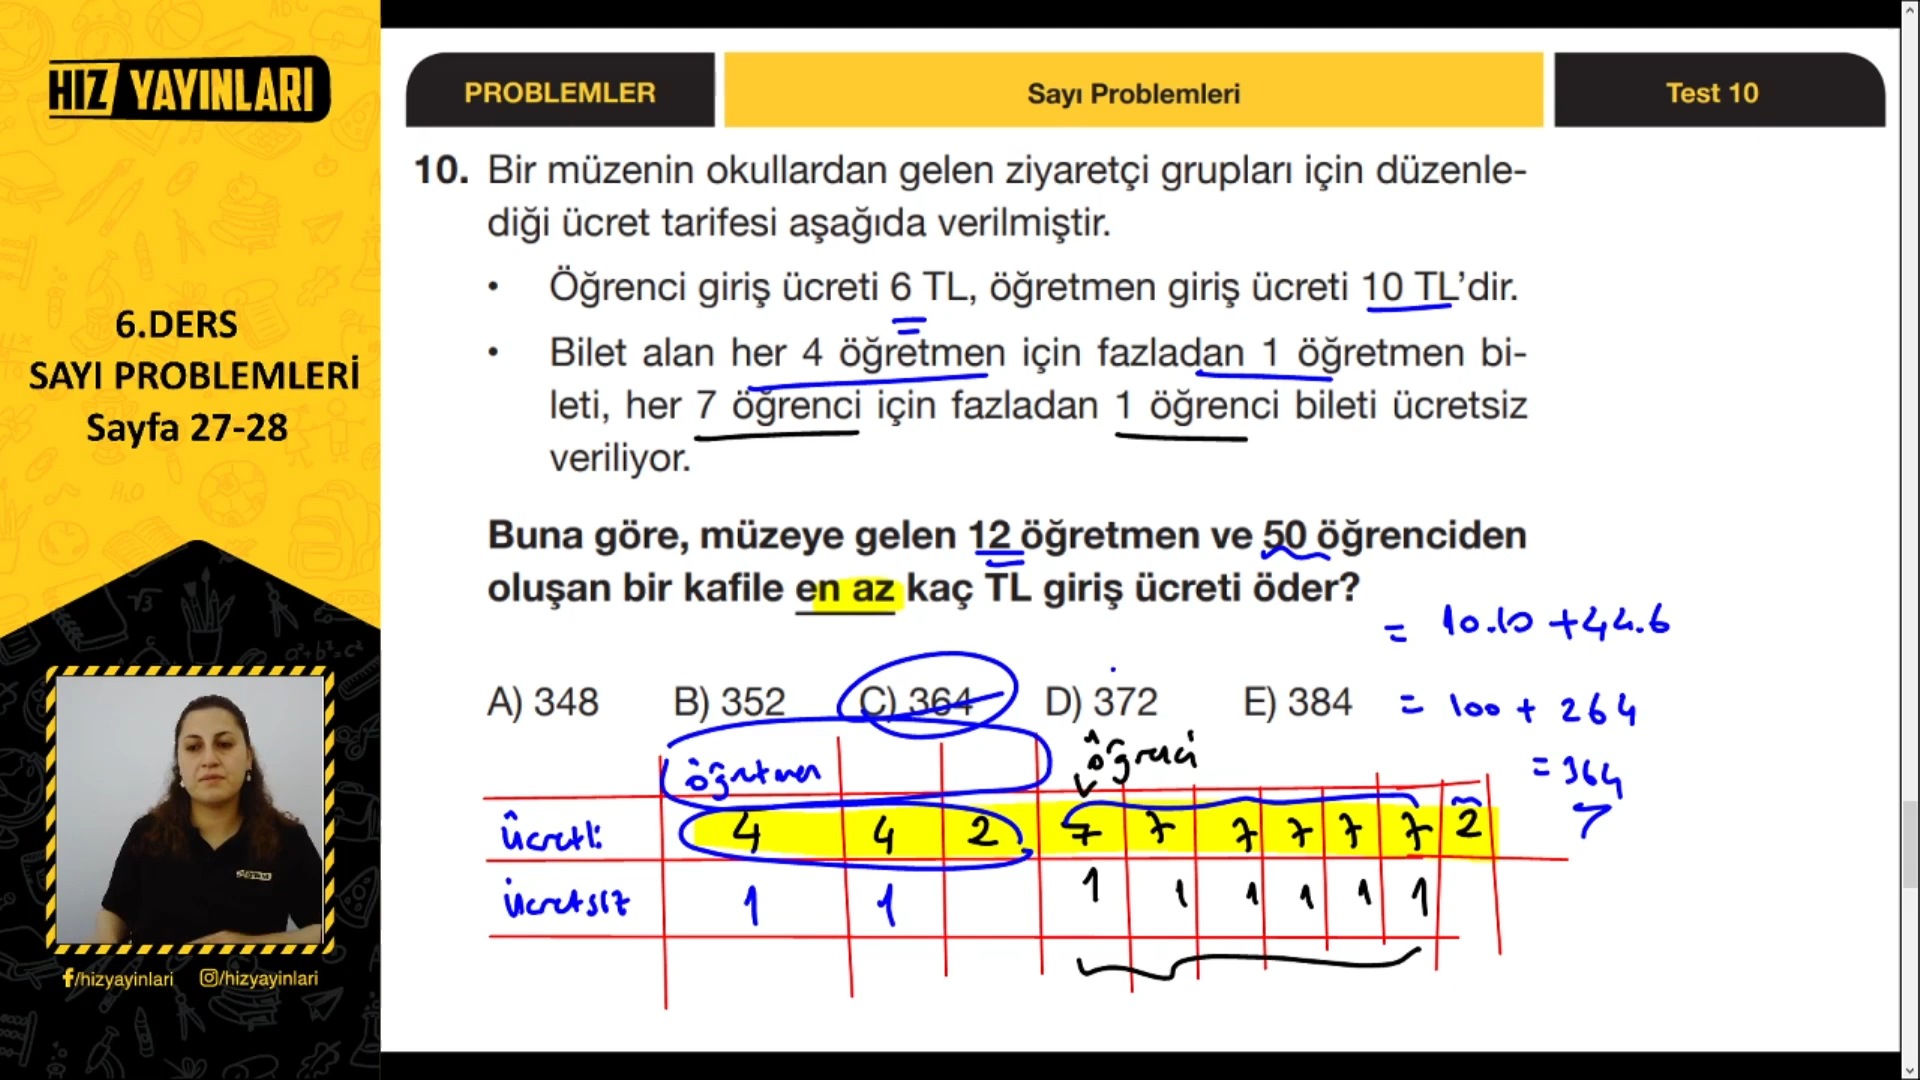 HIZ YAYINLARI
6.DERS
SAYI PROBLEMLERİ
Sayfa 27-28
/hizyayinlari /hizyayinlari
PROBLEMLER Sayı Problemleri Test 10
10. Bir müzenin okullardan gelen ziyaretçi grupları için düzenle-
diği ücret tarifesi aşağıda verilmiştir.
• Öğrenci giriş ücreti 6 TL, öğretmen giriş ücreti 10 TL'dir.
• Bilet alan her 4 öğretmen için fazladan 1 öğretmen bi-
leti, her 7 öğrenci için fazladan 1 öğrenci bileti ücretsiz
veriliyor.
Buna göre, müzeye gelen 12 öğretmen ve 50 öğrenciden
oluşan bir kafile en az kaç TL giriş ücreti öder?
= 10.10 +44.6
A) 348 B) 352 C) 364 D) 372 E) 384
= 100 + 264
= 364
öğretmen öğrenci
ücretli 4 4 2 7 7 7 7 7 7 2
ücretsiz 1 1 1 1 1 1 1 1